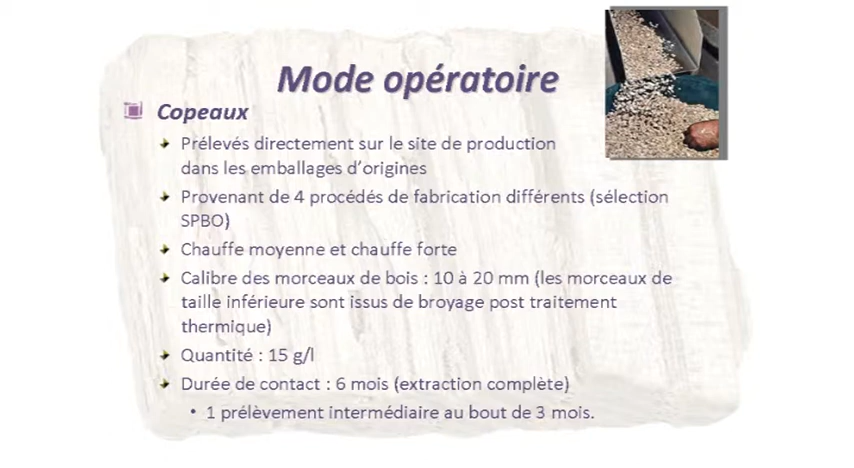 Mode opératoire
Copeaux
Prélevés directement sur le site de production
dans les emballages d'origines
Provenant de 4 procédés de fabrication différents (sélection
SPBO)
Chauffe moyenne et chauffe forte
Calibre des morceaux de bois : 10 à 20 mm (les morceaux de
taille inférieure sont issus de broyage post traitement
thermique)
Quantité : 15 g/l
Durée de contact : 6 mois (extraction complète)
• 1 prélèvement intermédiaire au bout de 3 mois.